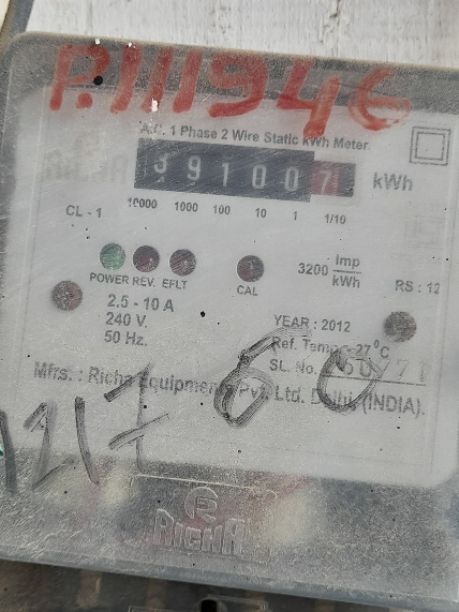 P.111946
A.C. 1 Phase 2 Wire Static kWh Meter
391007 kWh
CL - 1 10000 1000 100 10 1 1/10
POWER REV. EFLT CAL 3200 Imp/kWh RS : 12
2.5 - 10 A
240 V.
50 Hz.
YEAR : 2012
Ref. Temp. 27°C
SL. No.
Mfrs. : Richa Equipments Pvt. Ltd. Delhi, (INDIA).
RICHA